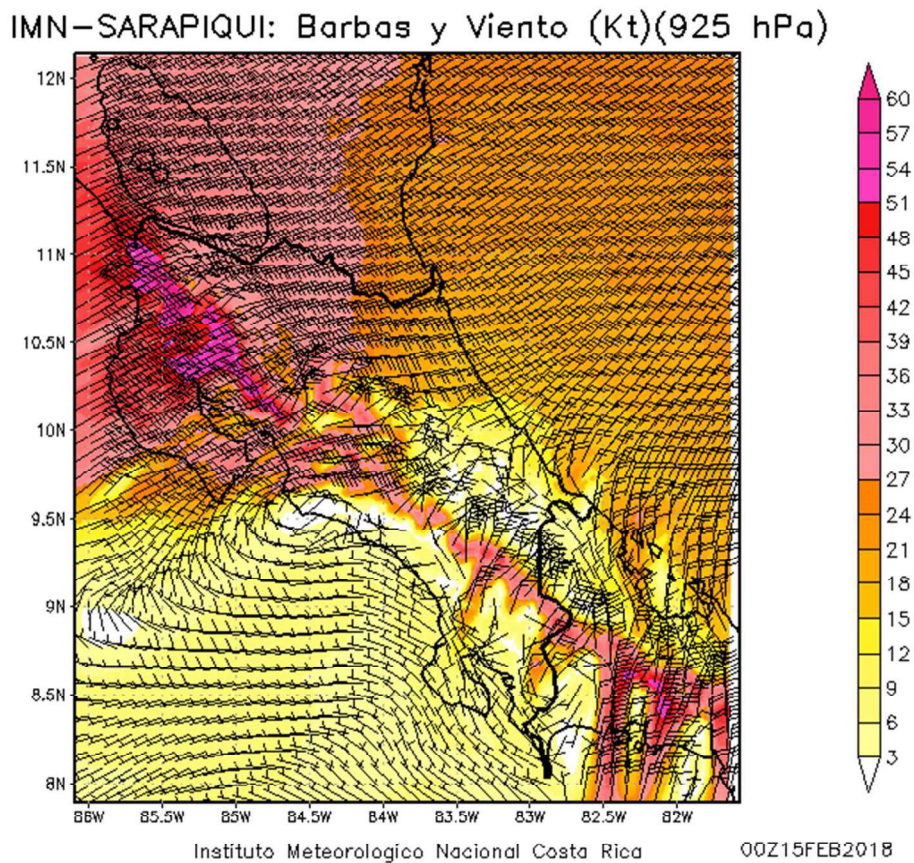 IMN-SARAPIQUI: Barbas y Viento (Kt)(925 hPa)
12N
11.5N
11N
10.5N
10N
9.5N
9N
8.5N
8N
86W 85.5W 85W 84.5W 84W 83.5W 83W 82.5W 82W
60
57
54
51
48
45
42
39
36
33
30
27
24
21
18
15
12
9
6
3
Instituto Meteorologico Nacional Costa Rica
00Z15FEB2018